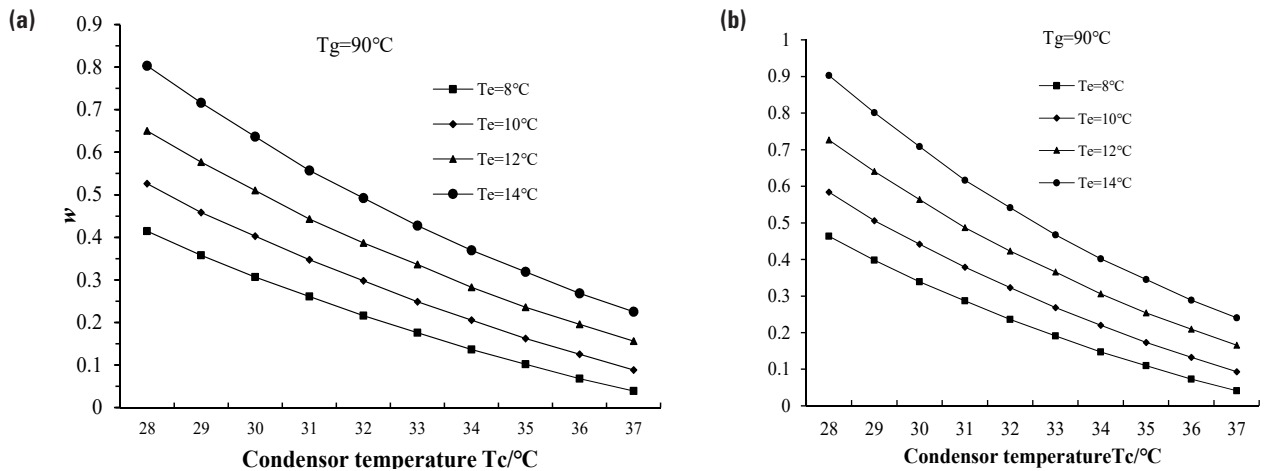 (a)
Tg=90°C
0.9
0.8
0.7
0.6
0.5
0.4
0.3
0.2
0.1
0
w
Te=8°C
Te=10°C
Te=12°C
Te=14°C
28 29 30 31 32 33 34 35 36 37
Condensor temperature Tc/°C
(b)
Tg=90°C
1
0.9
0.8
0.7
0.6
0.5
0.4
0.3
0.2
0.1
0
Te=8°C
Te=10°C
Te=12°C
Te=14°C
28 29 30 31 32 33 34 35 36 37
Condensor temperatureTc/°C